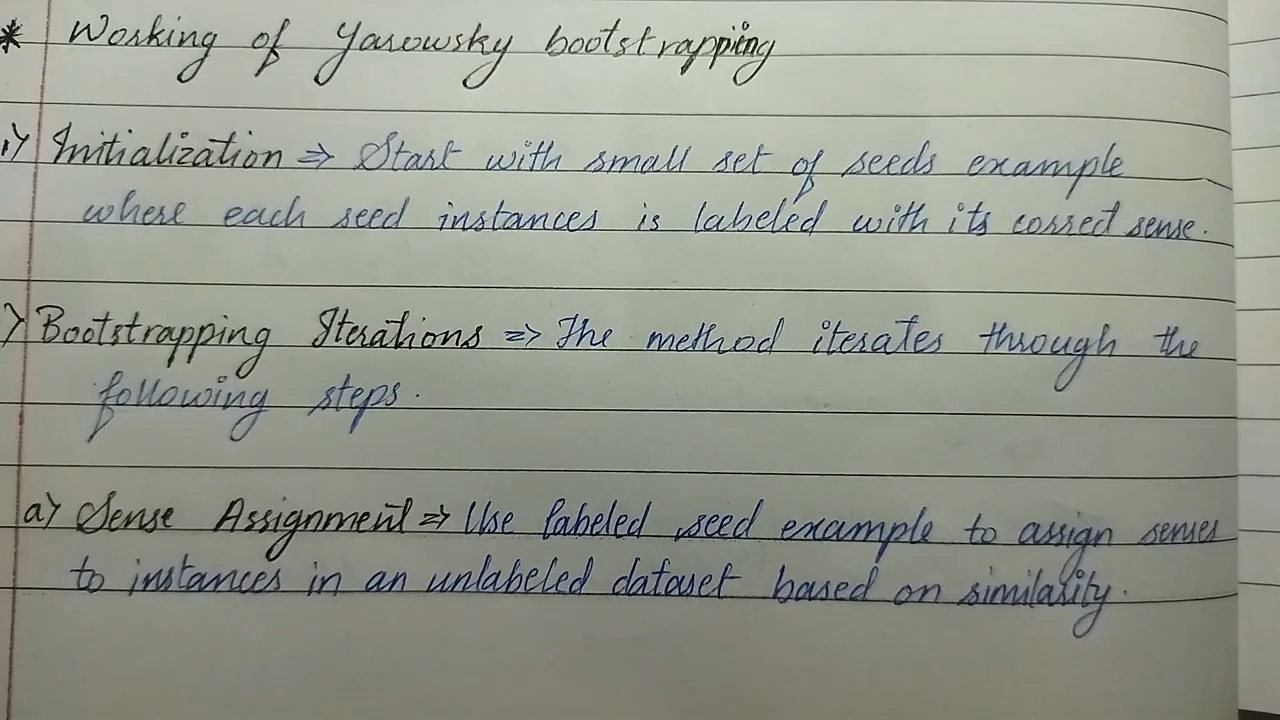 * Working of Yarowsky bootstrapping
1) Initialization ⇒ Start with small set of seeds example
where each seed instances is labeled with its correct sense.
) Bootstrapping Iterations => The method iterates through the
following steps.
a) Sense Assignment ⇒ Use labeled seed example to assign senses
to instances in an unlabeled dataset based on similarity.